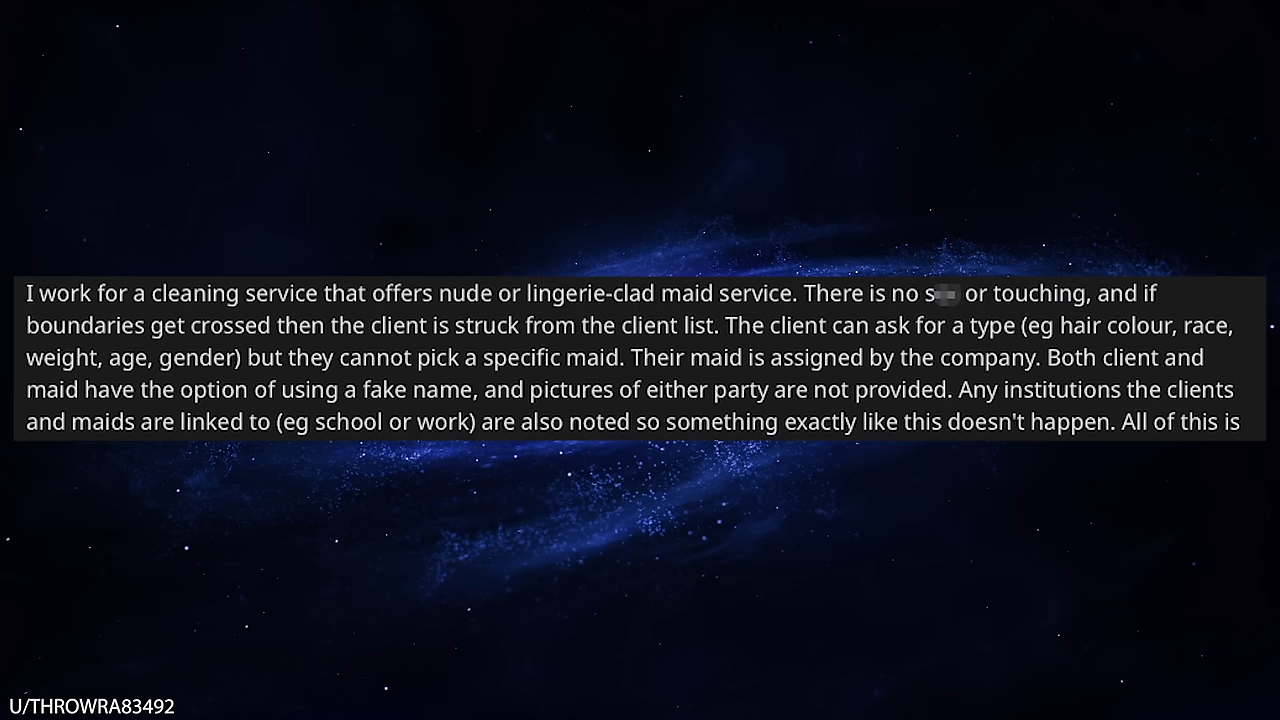 I work for a cleaning service that offers nude or lingerie-clad maid service. There is no s or touching, and if
boundaries get crossed then the client is struck from the client list. The client can ask for a type (eg hair colour, race,
weight, age, gender) but they cannot pick a specific maid. Their maid is assigned by the company. Both client and
maid have the option of using a fake name, and pictures of either party are not provided. Any institutions the clients
and maids are linked to (eg school or work) are also noted so something exactly like this doesn't happen. All of this is
U/THROWRA83492